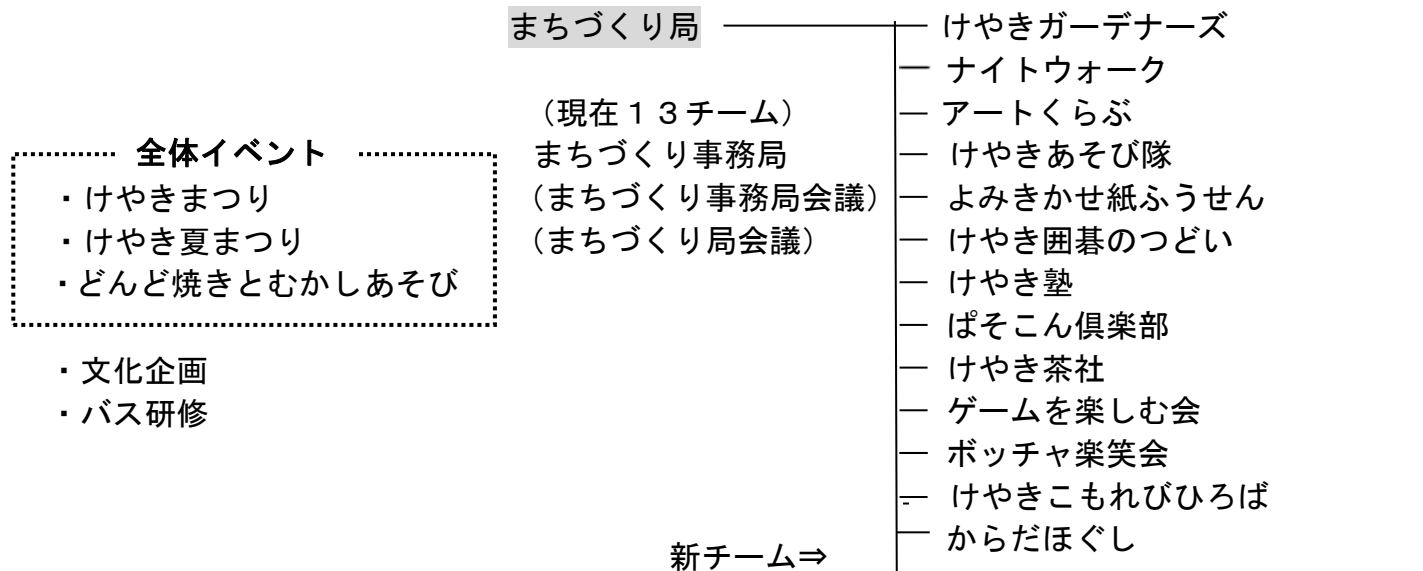 まちづくり局
（現在１３チーム）
まちづくり事務局
（まちづくり事務局会議）
（まちづくり局会議）
全体イベント
・けやきまつり
・けやき夏まつり
・どんど焼きとむかしあそび
・文化企画
・バス研修
けやきガーデナーズ
ナイトウォーク
アートくらぶ
けやきあそび隊
よみきかせ紙ふうせん
けやき囲碁のつどい
けやき塾
ぱそこん倶楽部
けやき茶社
ゲームを楽しむ会
ボッチャ楽笑会
けやきこもれびひろば
からだほぐし
新チーム⇒